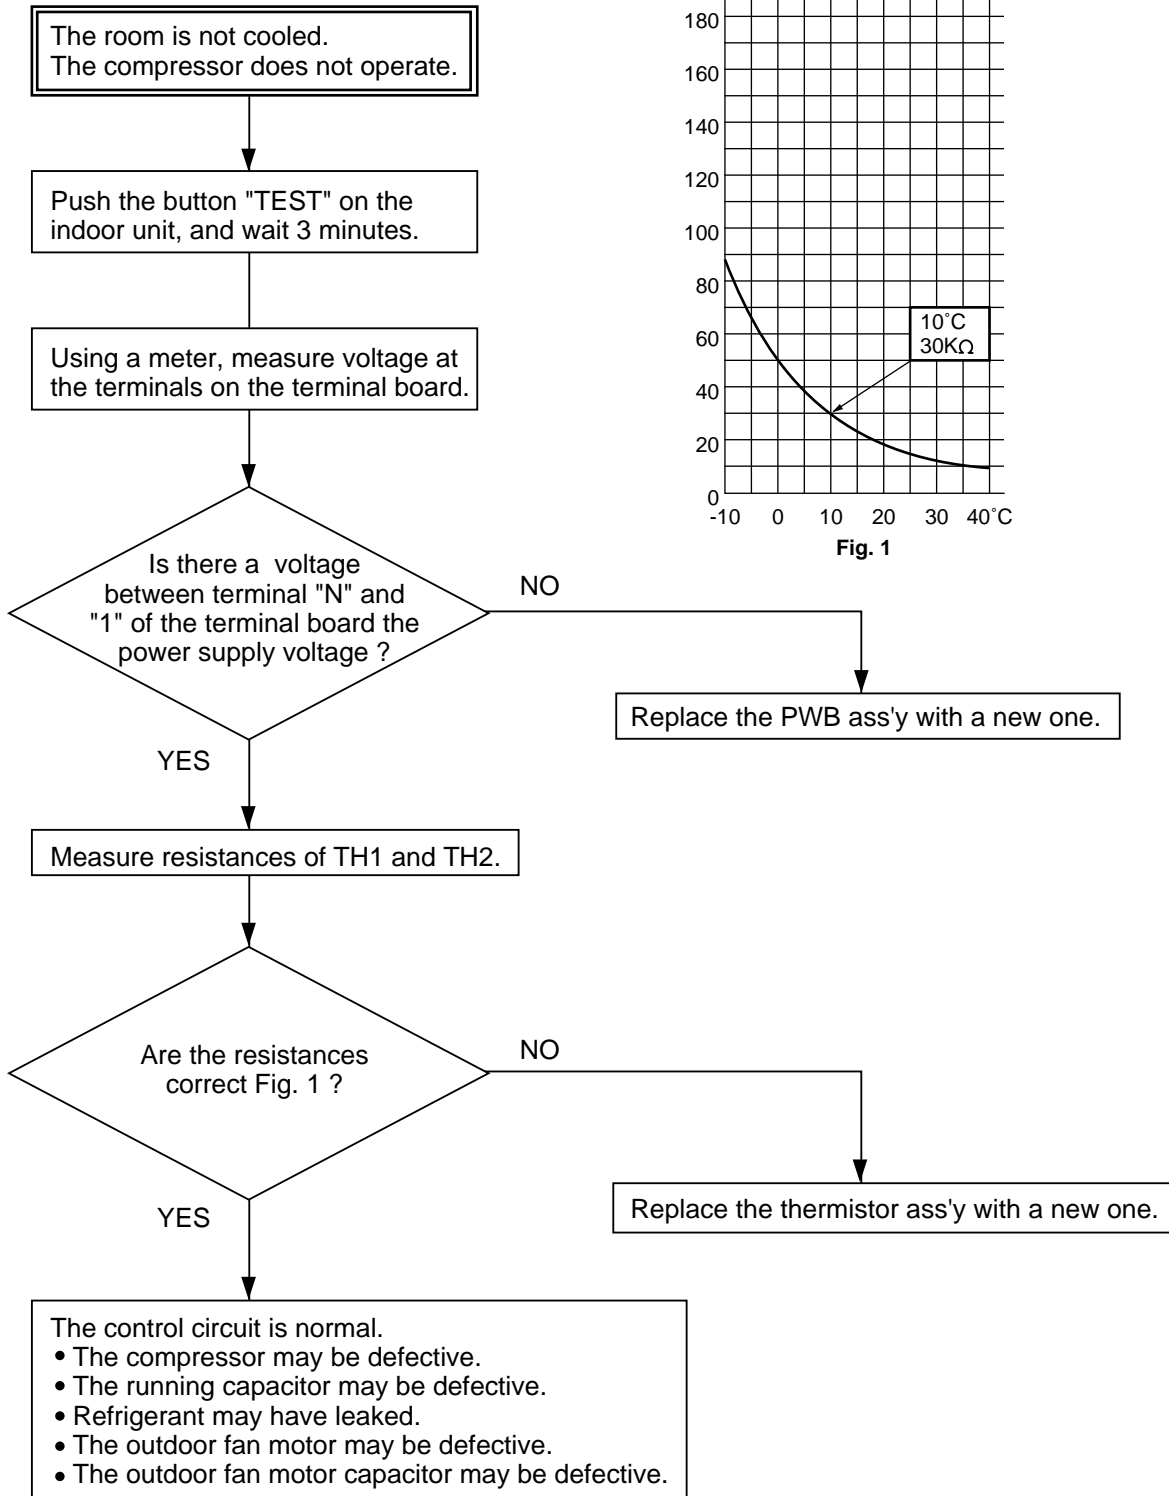 The room is not cooled.
The compressor does not operate.
Push the button "TEST" on the
indoor unit, and wait 3 minutes.
Using a meter, measure voltage at
the terminals on the terminal board.
180
160
140
120
100
80
60
40
20
0
-10 0 10 20 30 40˚C
10˚C
30KΩ
Fig. 1
Is there a voltage
between terminal "N" and
"1" of the terminal board the
power supply voltage ?
NO
Replace the PWB ass'y with a new one.
YES
Measure resistances of TH1 and TH2.
Are the resistances
correct Fig. 1 ?
NO
Replace the thermistor ass'y with a new one.
YES
The control circuit is normal.
• The compressor may be defective.
• The running capacitor may be defective.
• Refrigerant may have leaked.
• The outdoor fan motor may be defective.
• The outdoor fan motor capacitor may be defective.